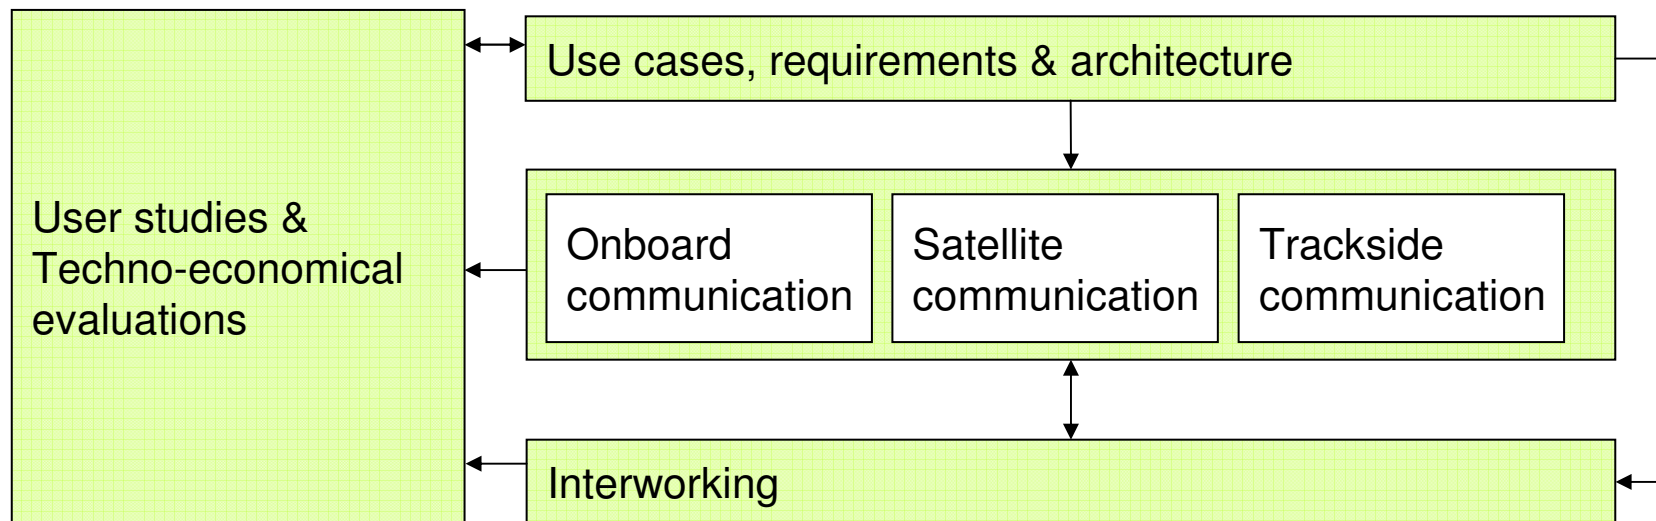 Use cases, requirements & architecture
User studies &
Techno-economical
evaluations
Onboard
communication
Satellite
communication
Trackside
communication
Interworking